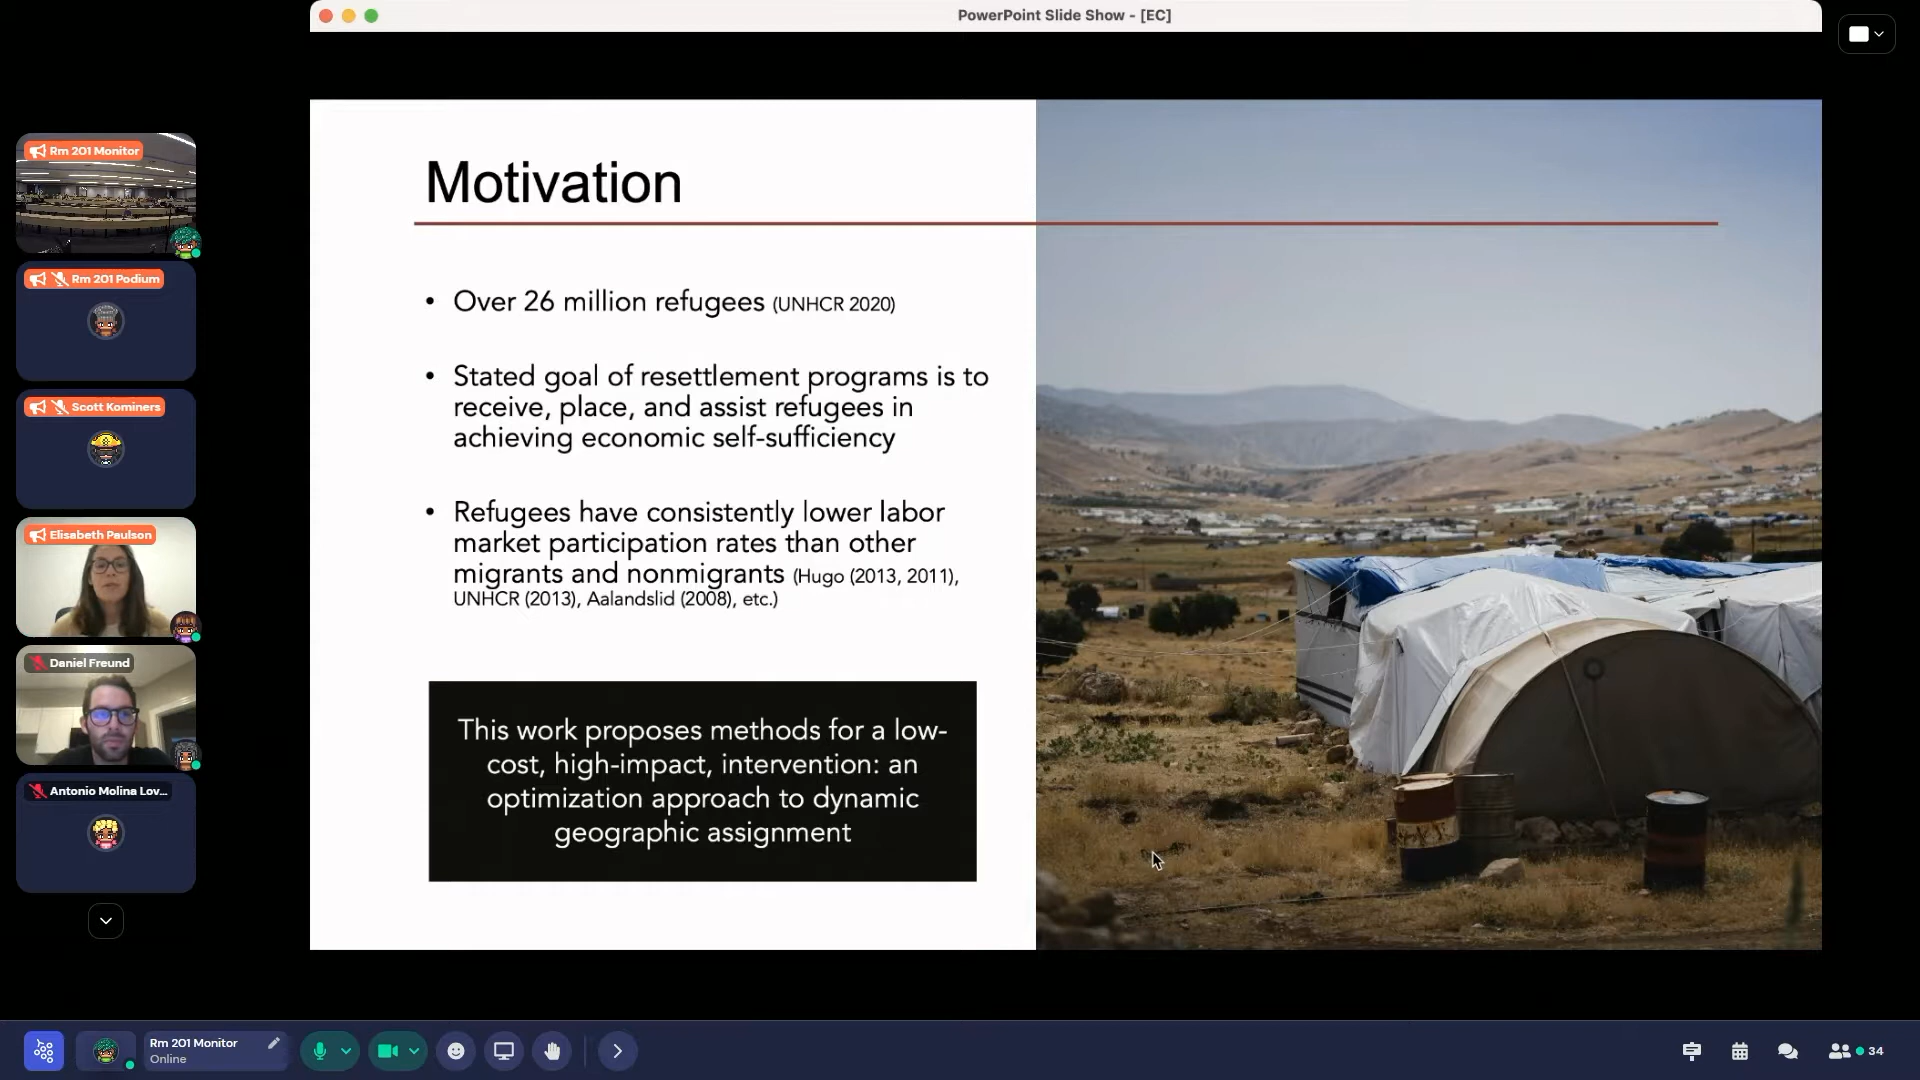 PowerPoint Slide Show - [EC]
Rm 201 Monitor
Rm 201 Podium
Scott Kominers
Elisabeth Paulson
Daniel Freund
Antonio Molina Lov...
Motivation
• Over 26 million refugees (UNHCR 2020)
• Stated goal of resettlement programs is to
receive, place, and assist refugees in
achieving economic self-sufficiency
• Refugees have consistently lower labor
market participation rates than other
migrants and nonmigrants (Hugo (2013, 2011),
UNHCR (2013), Aalandslid (2008), etc.)
This work proposes methods for a low-
cost, high-impact, intervention: an
optimization approach to dynamic
geographic assignment
Rm 201 Monitor
Online
34